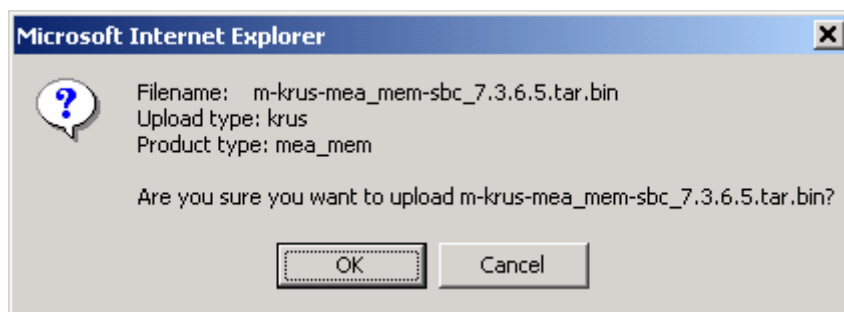 Microsoft Internet Explorer
Filename: m-krus-mea_mem-sbc_7.3.6.5.tar.bin
Upload type: krus
Product type: mea_mem
Are you sure you want to upload m-krus-mea_mem-sbc_7.3.6.5.tar.bin?
OK Cancel